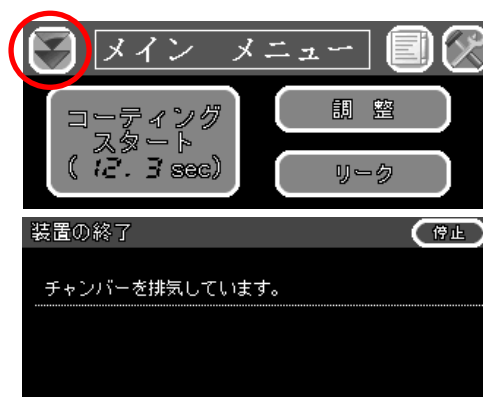 メイン メニュー
コーティング
スタート
( 12. 3 sec)
調 整
リーク
装置の終了
停止
チャンバーを排気しています。